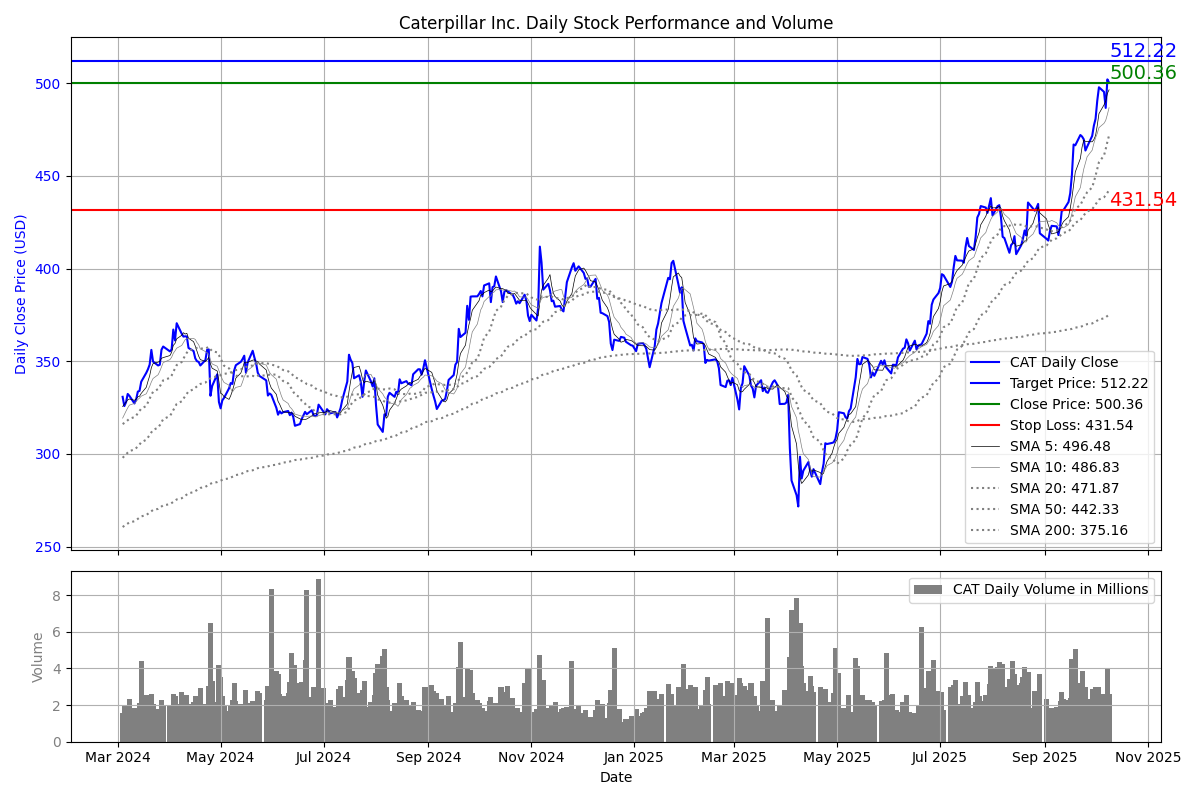 Caterpillar Inc. Daily Stock Performance and Volume
512.22
500.36
431.54
Daily Close Price (USD)
500
450
400
350
300
250
CAT Daily Close
Target Price: 512.22
Close Price: 500.36
Stop Loss: 431.54
SMA 5: 496.48
SMA 10: 486.83
SMA 20: 471.87
SMA 50: 442.33
SMA 200: 375.16
CAT Daily Volume in Millions
Volume
8
6
4
2
0
Mar 2024 May 2024 Jul 2024 Sep 2024 Nov 2024 Jan 2025 Mar 2025 May 2025 Jul 2025 Sep 2025 Nov 2025
Date